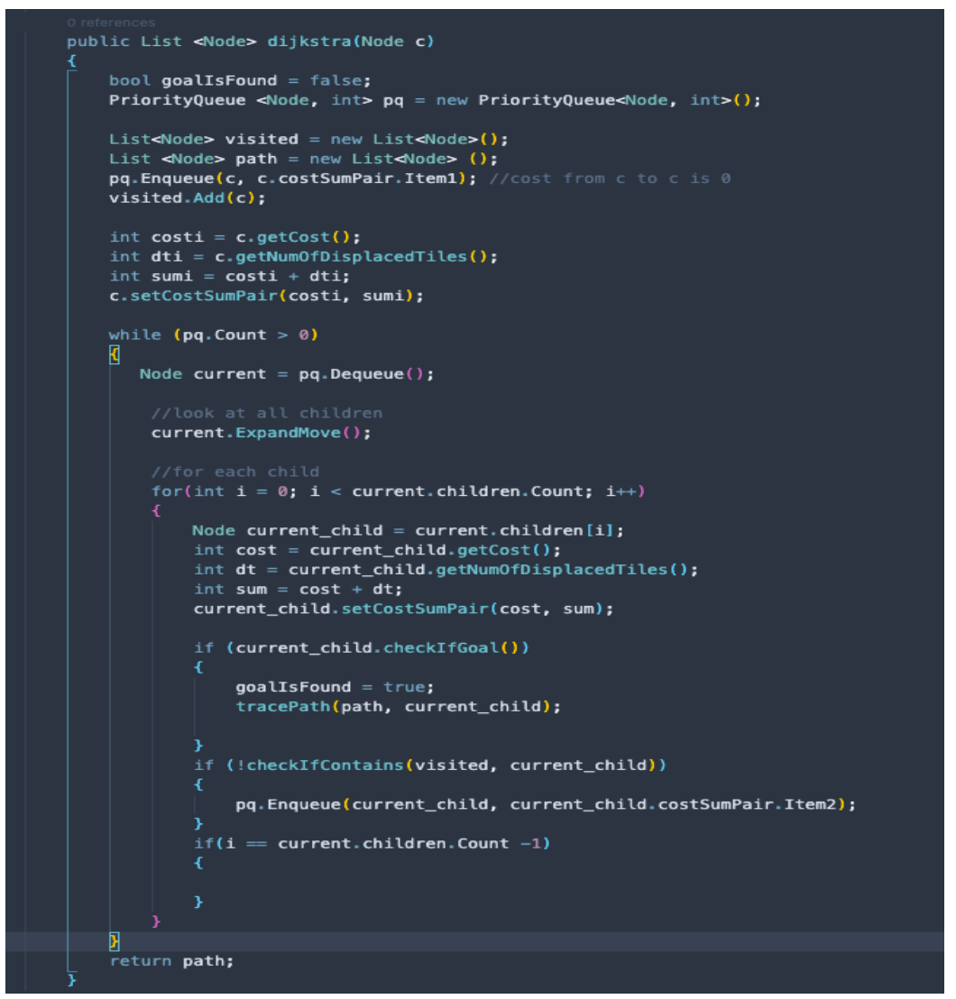 0 references
public List <Node> dijkstra(Node c)
{
bool goalIsFound = false;
PriorityQueue <Node, int> pq = new PriorityQueue<Node, int>();
List<Node> visited = new List<Node>();
List <Node> path = new List<Node> ();
pq.Enqueue(c, c.costSumPair.Item1); //cost from c to c is 0
visited.Add(c);
int costi = c.getCost();
int dti = c.getNumOfDisplacedTiles();
int sumi = costi + dti;
c.setCostSumPair(costi, sumi);
while (pq.Count > 0)
{
Node current = pq.Dequeue();
//look at all children
current.ExpandMove();
//for each child
for(int i = 0; i < current.children.Count; i++)
{
Node current_child = current.children[i];
int cost = current_child.getCost();
int dt = current_child.getNumOfDisplacedTiles();
int sum = cost + dt;
current_child.setCostSumPair(cost, sum);
if (current_child.checkIfGoal())
{
goalIsFound = true;
tracePath(path, current_child);
}
if (!checkIfContains(visited, current_child))
{
pq.Enqueue(current_child, current_child.costSumPair.Item2);
}
if(i == current.children.Count -1)
{
}
}
}
return path;
}